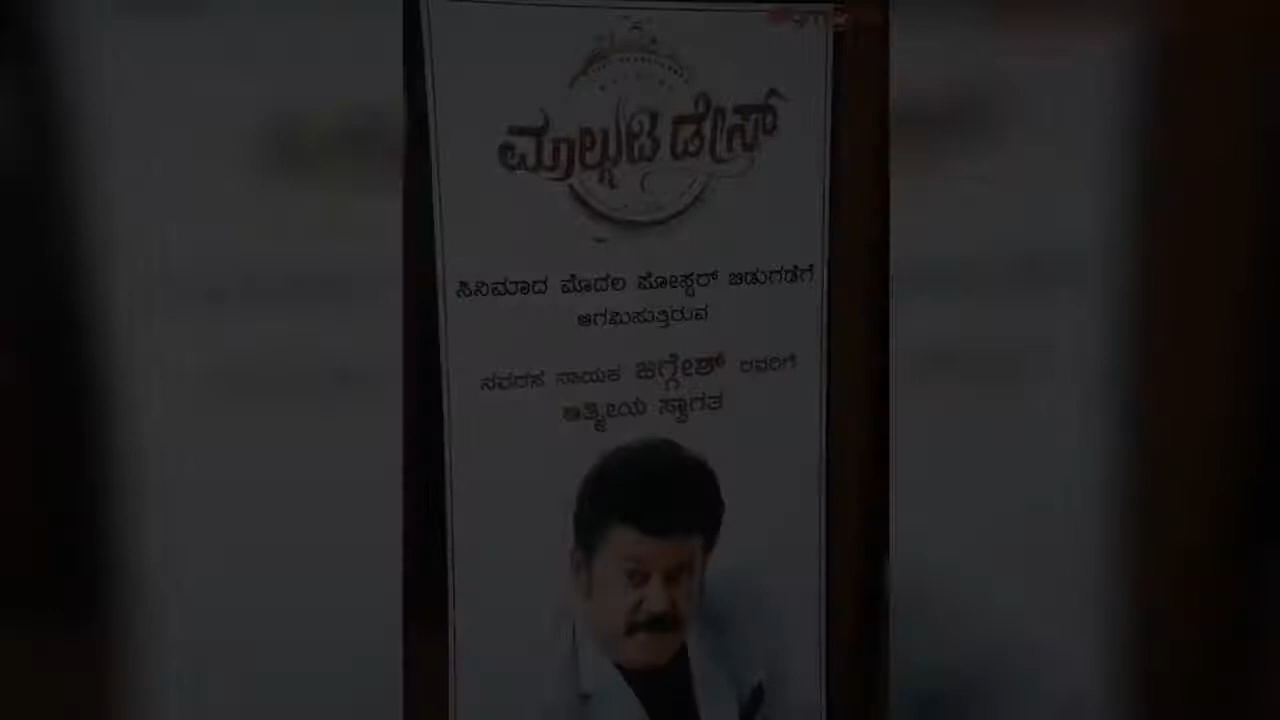 ಮಾಲ್ಗುಡಿ ಡೇಸ್
ಸಿನಿಮಾದ ಮೊದಲ ಪೋಸ್ಟರ್ ಬಿಡುಗಡೆಗೆ
ಆಗಮಿಸುತ್ತಿರುವ
ನವರಸ ನಾಯಕ ಜಗ್ಗೇಶ್ ರವರಿಗೆ
ಆತ್ಮೀಯ ಸ್ವಾಗತ